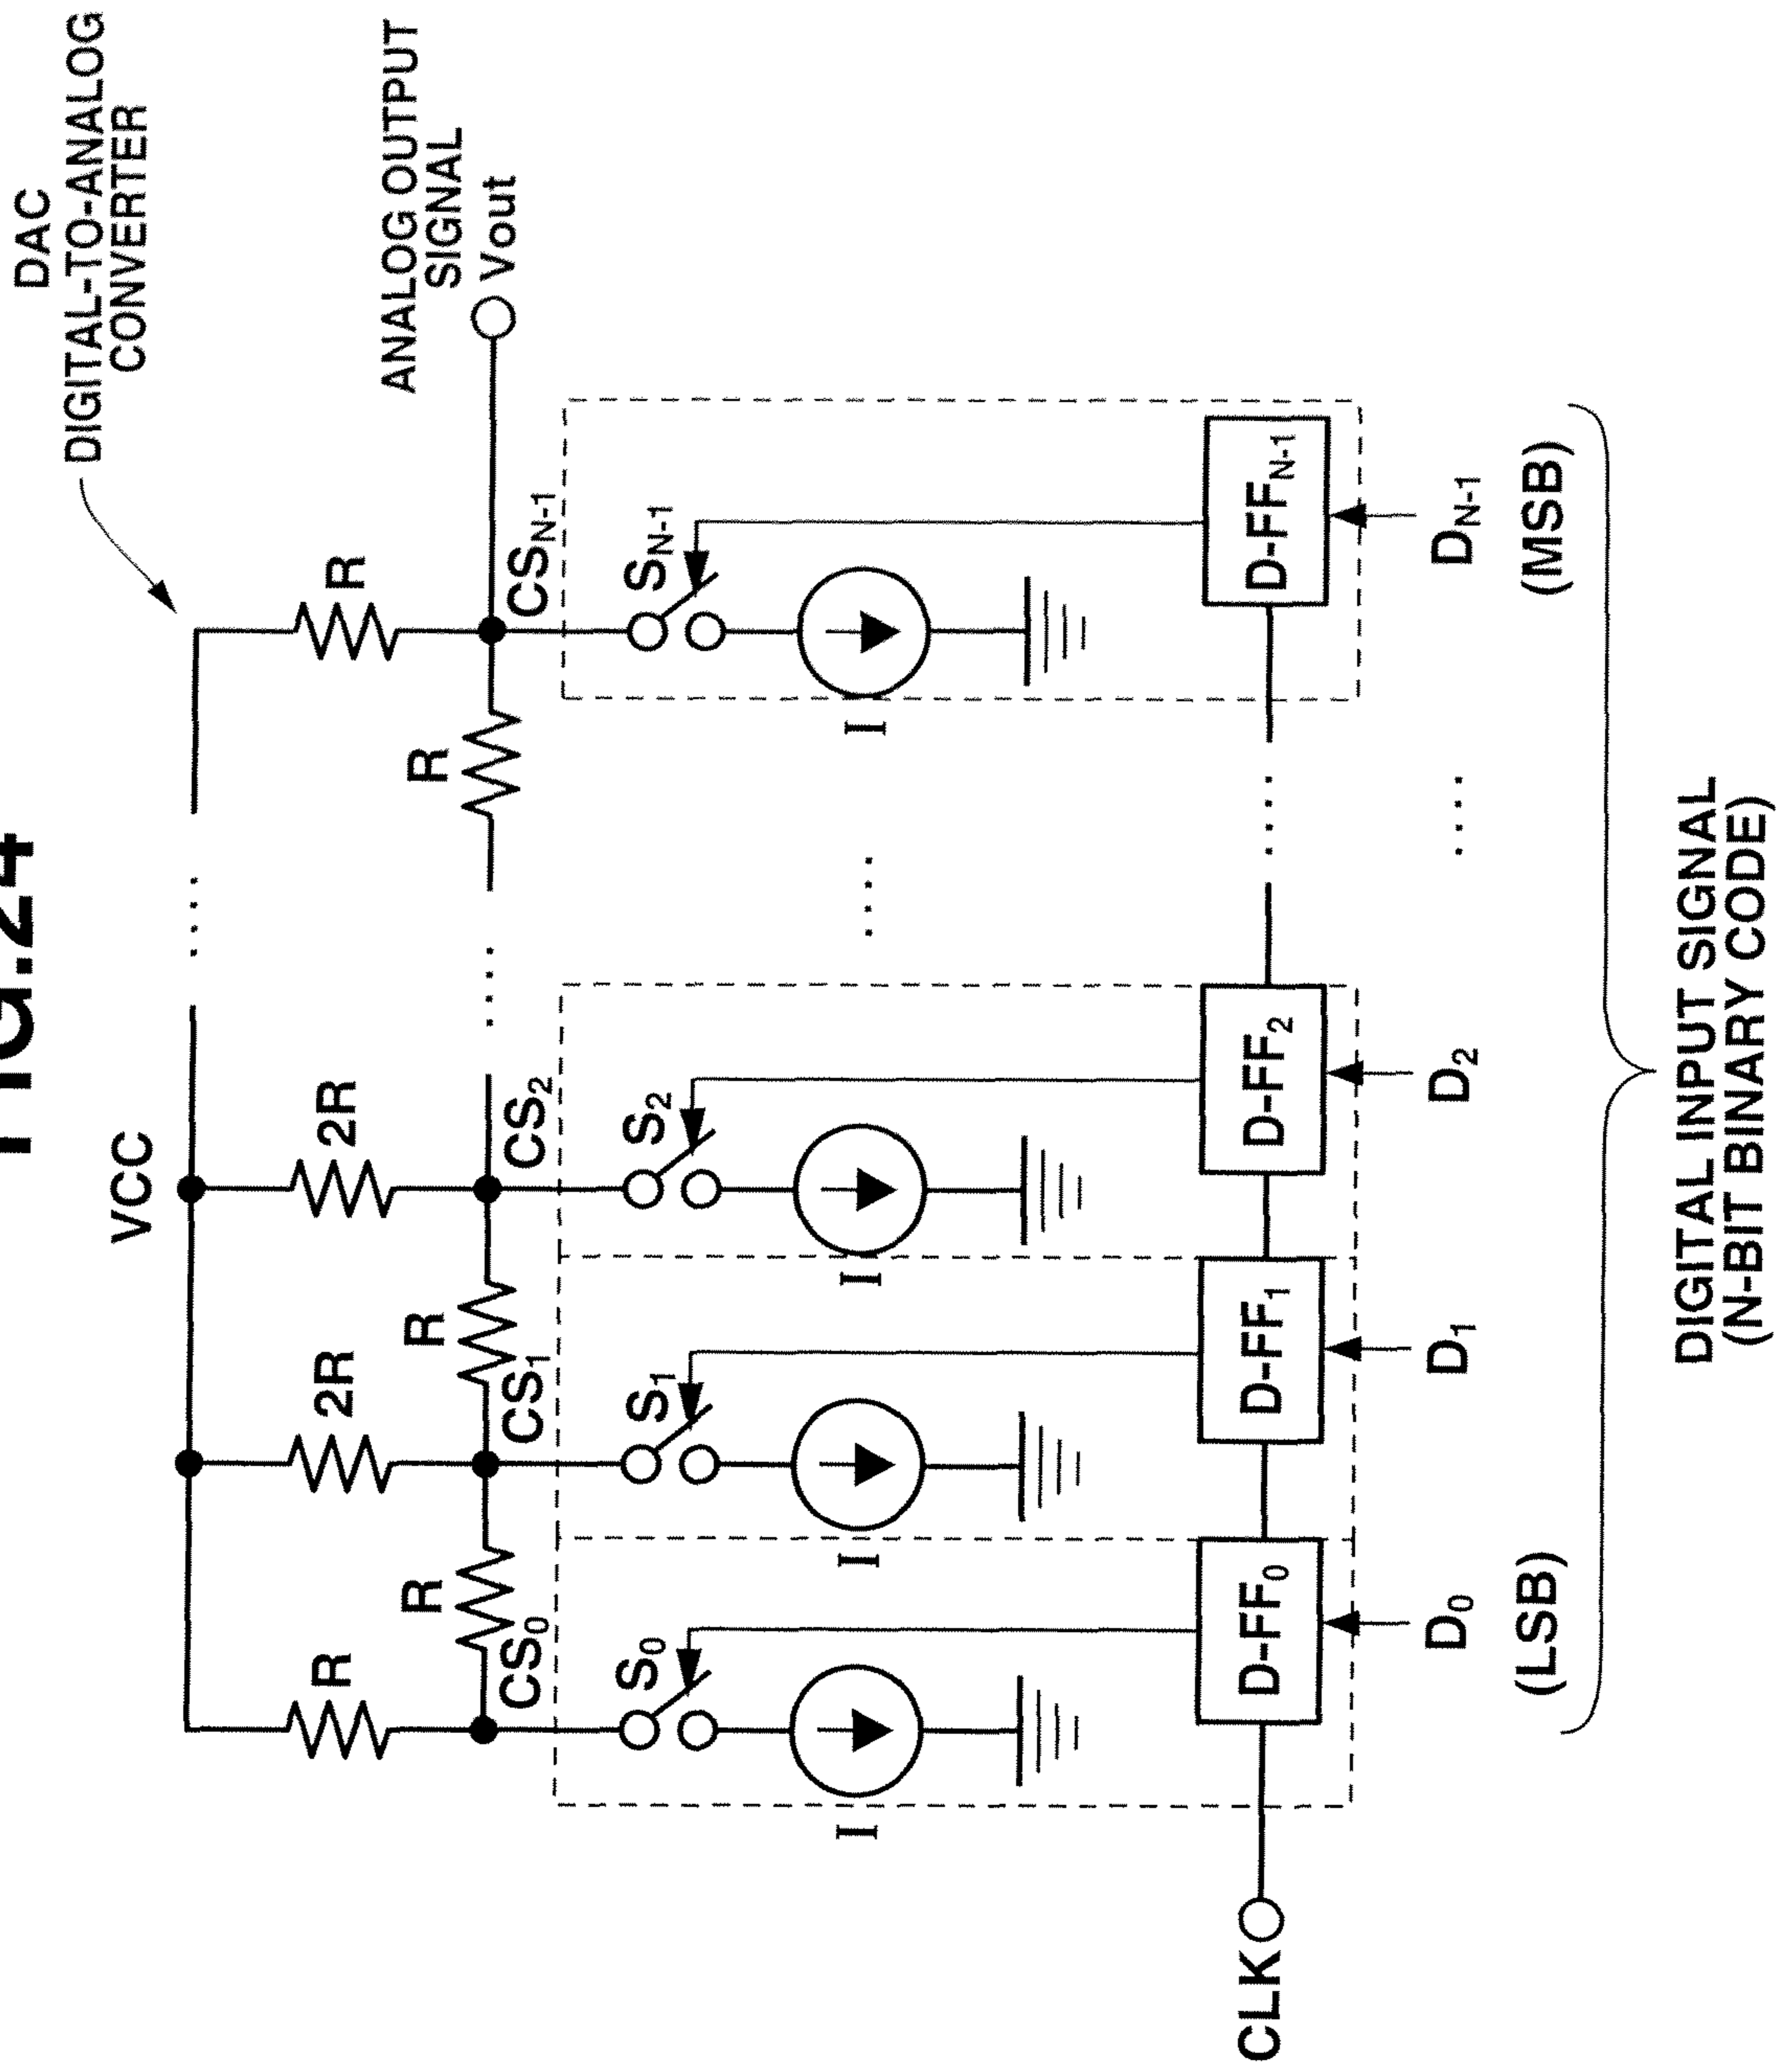 FIG.24
DAC
DIGITAL-TO-ANALOG
CONVERTER
VCC
R
2R
2R
R
R
R
R
ANALOG OUTPUT
SIGNAL
Vout
CS0
CS1
CS2
CSN-1
S0
S1
S2
....
SN-1
I
I
I
I
CLK
D-FF0
D-FF1
D-FF2
....
D-FFN-1
D0
D1
D2
....
DN-1
(LSB)
(MSB)
DIGITAL INPUT SIGNAL
(N-BIT BINARY CODE)